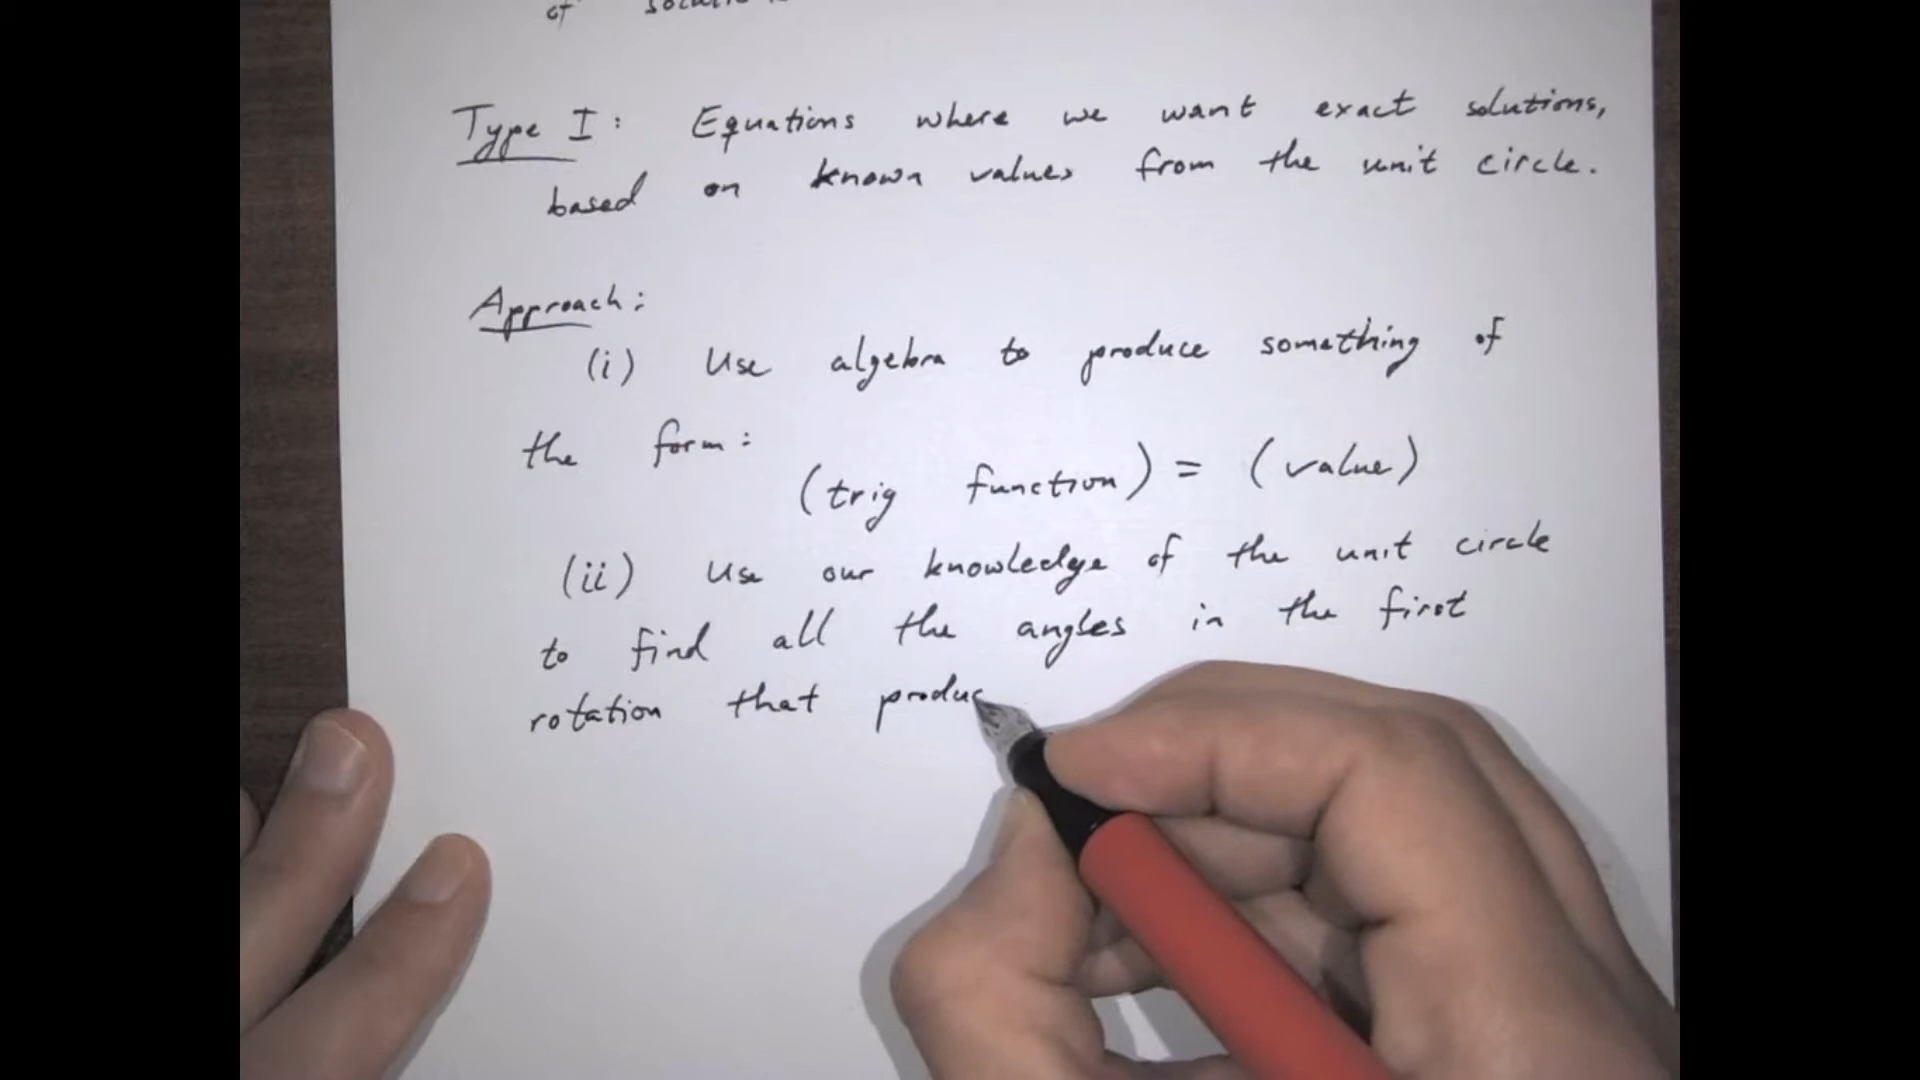 of
Type I: Equations where we want exact solutions,
based on known values from the unit circle.
Approach:
(i) Use algebra to produce something of
the form:
(trig function) = (value)
(ii) Use our knowledge of the unit circle
to find all the angles in the first
rotation that produc